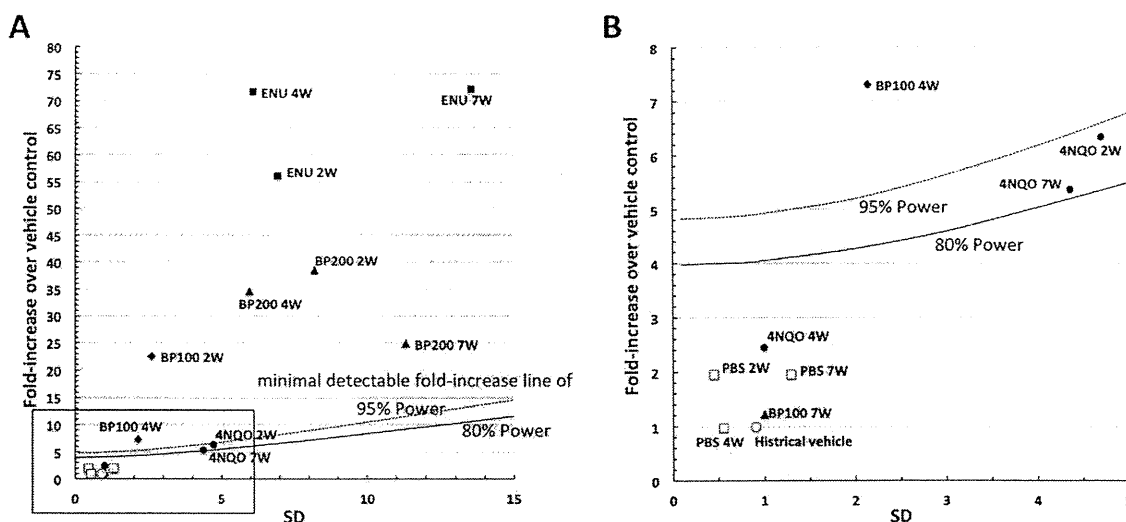 A
Fold-increase over vehicle control
80
75
70
65
60
55
50
45
40
35
30
25
20
15
10
5
0
ENU 4W
ENU 7W
ENU 2W
BP200 2W
BP200 4W
BP100 2W
BP200 7W
minimal detectable fold-increase line of
95% Power
80% Power
BP100 4W
4NQO 2W
4NQO 7W
0
5
10
15
SD
B
Fold-increase over vehicle control
8
7
6
5
4
3
2
1
0
BP100 4W
4NQO 2W
4NQO 7W
95% Power
80% Power
4NQO 4W
PBS 2W
PBS 7W
BP100 7W
PBS 4W
Histrical vehicle
0
1
2
3
4
SD